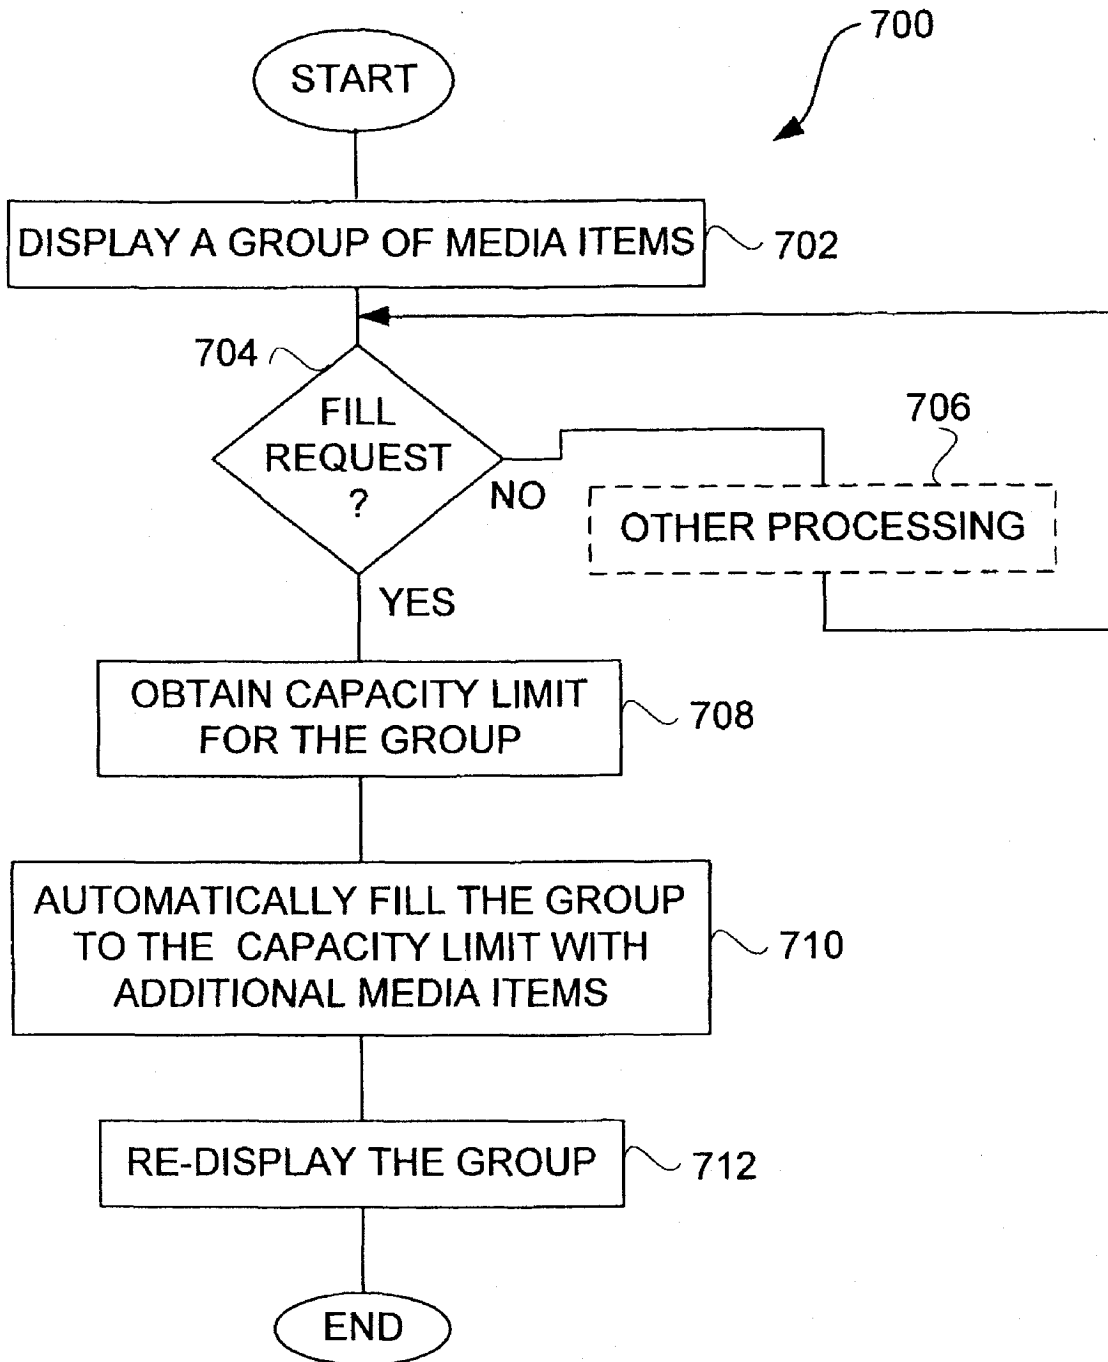 700
START
DISPLAY A GROUP OF MEDIA ITEMS
702
704
FILL
REQUEST
?
NO
706
OTHER PROCESSING
YES
OBTAIN CAPACITY LIMIT
FOR THE GROUP
708
AUTOMATICALLY FILL THE GROUP
TO THE CAPACITY LIMIT WITH
ADDITIONAL MEDIA ITEMS
710
RE-DISPLAY THE GROUP
712
END